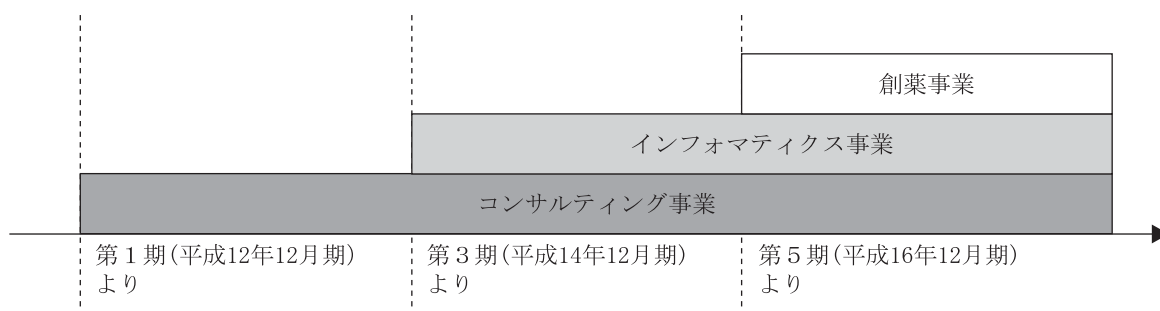 創薬事業
インフォマティクス事業
コンサルティング事業
第1期(平成12年12月期)
より
第3期(平成14年12月期)
より
第5期(平成16年12月期)
より